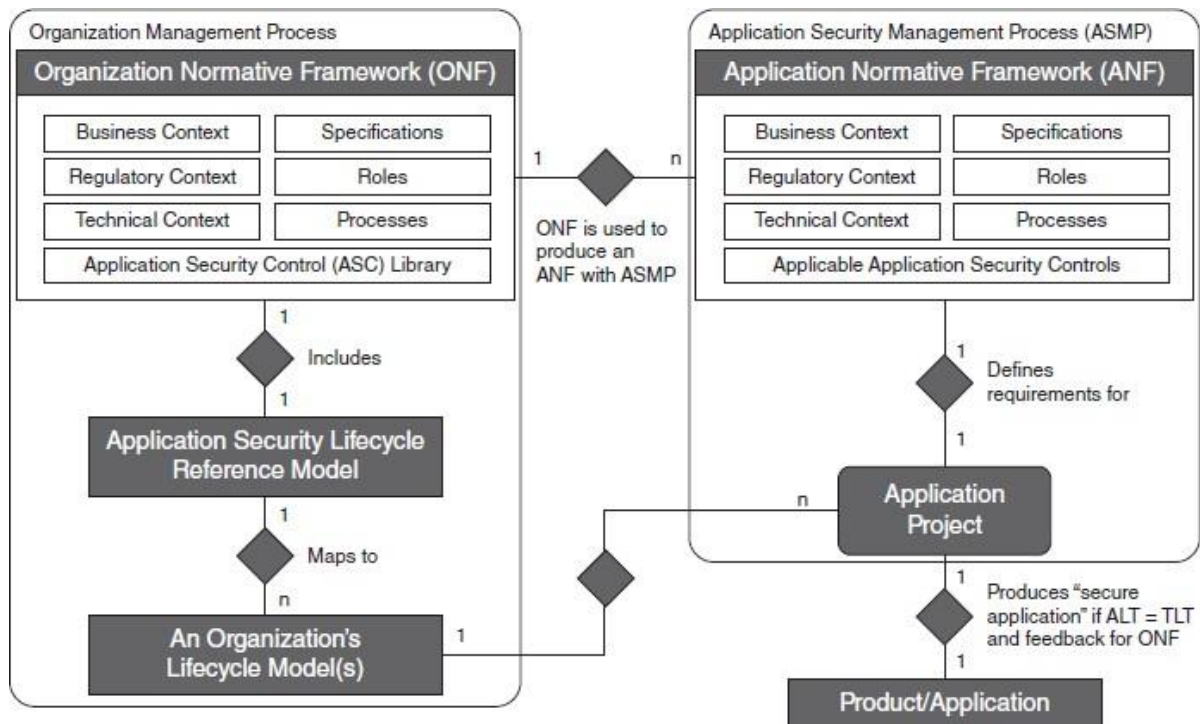 Organization Management Process
Organization Normative Framework (ONF)
Business Context
Specifications
Regulatory Context
Roles
Technical Context
Processes
Application Security Control (ASC) Library
1
Includes
1
Application Security Lifecycle
Reference Model
1
Maps to
n
An Organization's
Lifecycle Model(s)
1
n
ONF is used to
produce an
ANF with ASMP
Application Security Management Process (ASMP)
Application Normative Framework (ANF)
Business Context
Specifications
Regulatory Context
Roles
Technical Context
Processes
Applicable Application Security Controls
1
Defines
requirements for
1
Application
Project
1
n
1
Produces “secure
application” if ALT = TLT
and feedback for ONF
1
Product/Application